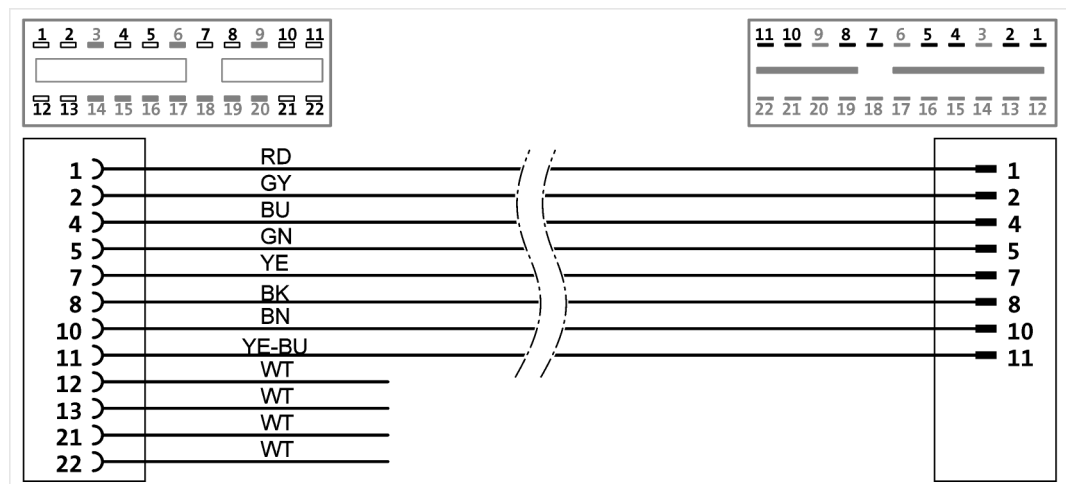 1 2 3 4 5 6 7 8 9 10 11
11 10 9 8 7 6 5 4 3 2 1
12 13 14 15 16 17 18 19 20 21 22
22 21 20 19 18 17 16 15 14 13 12
1 RD 1
2 GY 2
4 BU 4
5 GN 5
7 YE 7
8 BK 8
10 BN 10
11 YE-BU 11
12 WT
13 WT
21 WT
22 WT